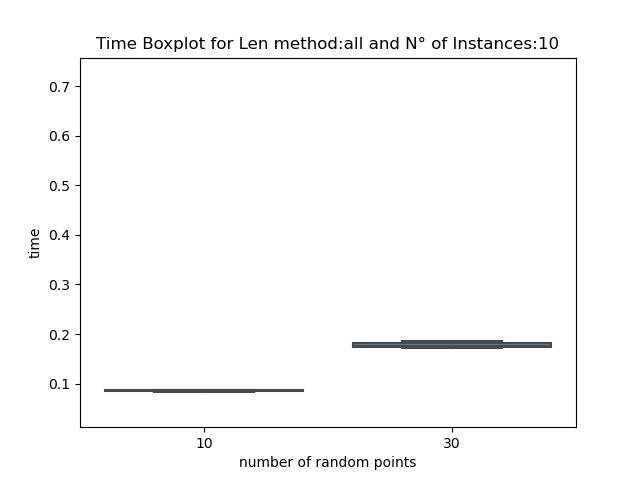 Time Boxplot for Len method:all and N° of Instances:10
0.7
0.6
0.5
0.4
0.3
0.2
0.1
time
10 30
number of random points